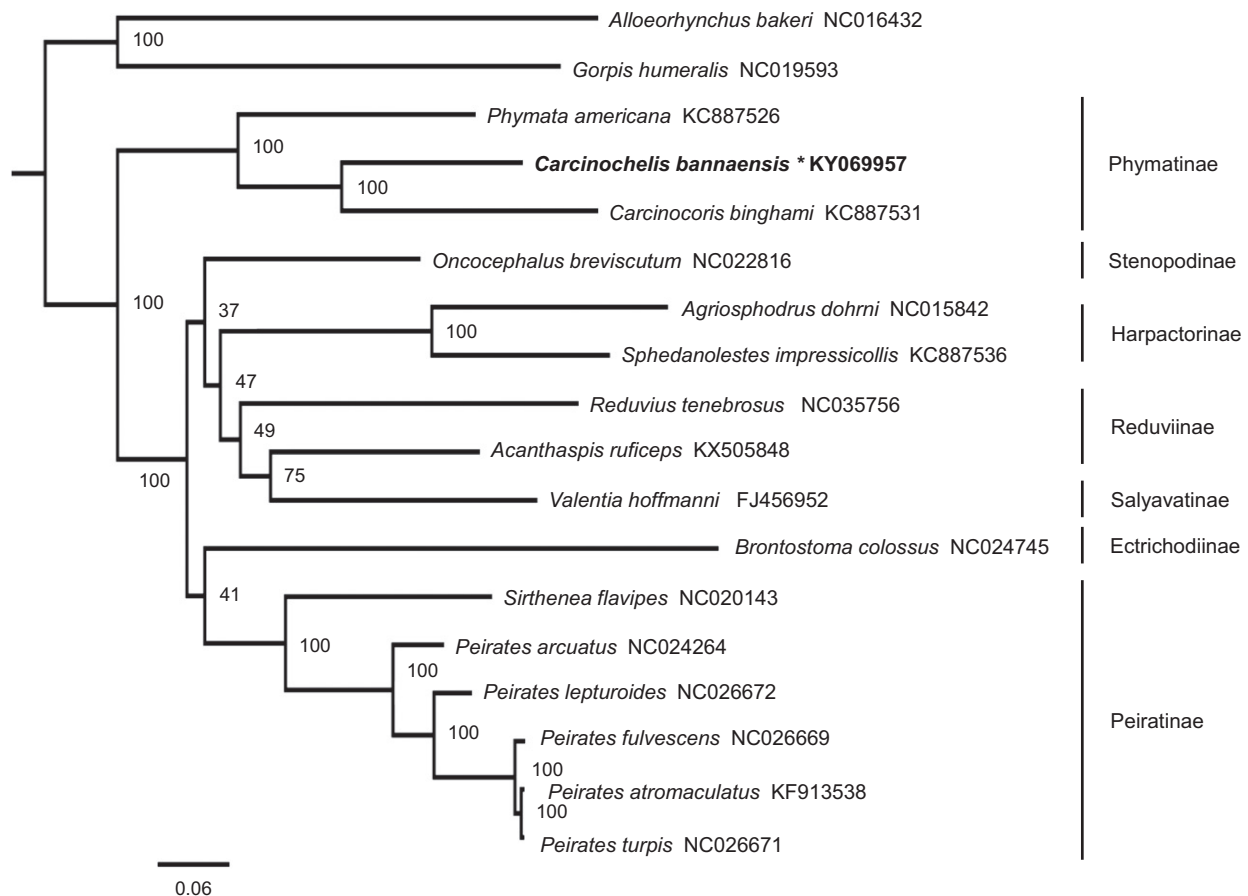 Alloeorhynchus bakeri NC016432
100
Gorpis humeralis NC019593
Phymata americana KC887526
100
Carcinochelis bannaensis * KY069957
Phymatinae
100
Carcinocoris binghami KC887531
Oncocephalus breviscutum NC022816
Stenopodinae
100
37
Agriosphodrus dohrni NC015842
100
Harpactorinae
Sphedanolestes impressicollis KC887536
47
Reduvius tenebrosus NC035756
49
Reduviinae
Acanthaspis ruficeps KX505848
75
100
Valentia hoffmanni FJ456952
Salyavatinae
Brontostoma colossus NC024745
Ectrichodiinae
41
Sirthenea flavipes NC020143
100
Peirates arcuatus NC024264
100
Peirates lepturoides NC026672
Peiratinae
100
Peirates fulvescens NC026669
100
Peirates atromaculatus KF913538
100
Peirates turpis NC026671
0.06